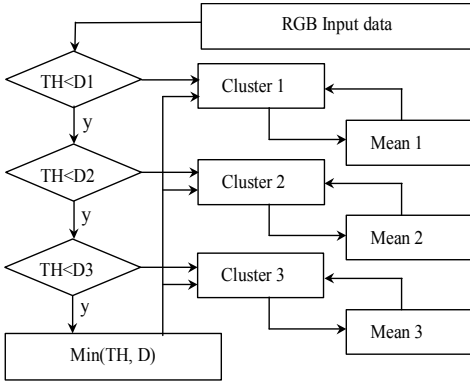 RGB Input data
TH<D1
Cluster 1
y
Mean 1
TH<D2
Cluster 2
y
Mean 2
TH<D3
Cluster 3
y
Mean 3
Min(TH, D)